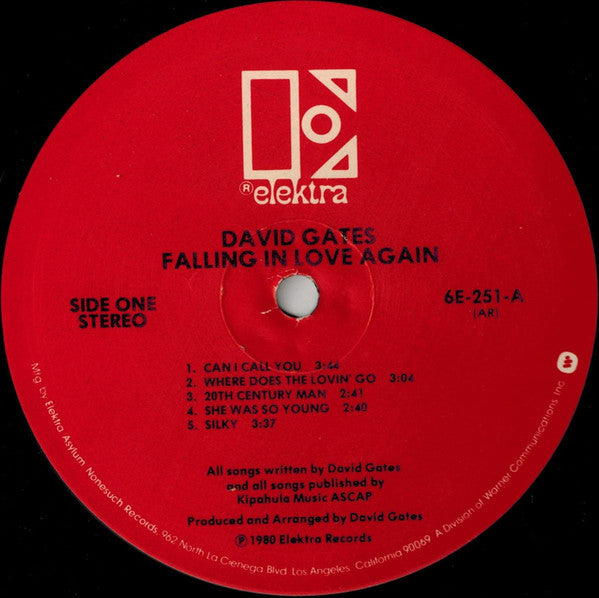 ® elektra
DAVID GATES
FALLING IN LOVE AGAIN
SIDE ONE
STEREO
6E-251-A
(AR)
1. CAN I CALL YOU 3:44
2. WHERE DOES THE LOVIN' GO 3:04
3. 20TH CENTURY MAN 2:41
4. SHE WAS SO YOUNG 2:40
5. SILKY 3:37
All songs written by David Gates
and all songs published by
Kipahula Music ASCAP
Produced and Arranged by David Gates
Ⓟ 1980 Elektra Records
Mfg. by Elektra Asylum Nonesuch Records, 962 North La Cienega Blvd. Los Angeles, California 90069. A Division of Warner Communications Inc.